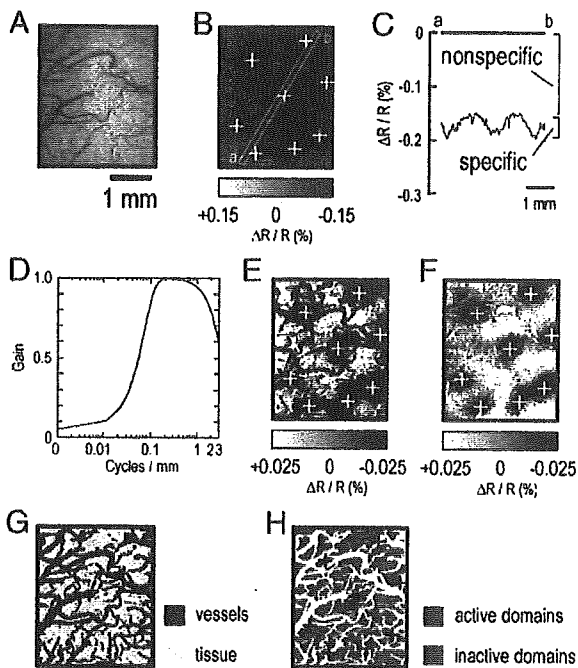 A
B
C
a
b
0
nonspecific
-0.1
ΔR / R (%)
-0.2
specific
-0.3
1 mm
b
a
1 mm
+0.15 0 -0.15
ΔR / R (%)
D
E
F
1.0
0.5
0
Gain
0 0.01 0.1 1 23
Cycles / mm
+0.025 0 -0.025
ΔR / R (%)
+0.025 0 -0.025
ΔR / R (%)
G
H
vessels
tissue
active domains
inactive domains